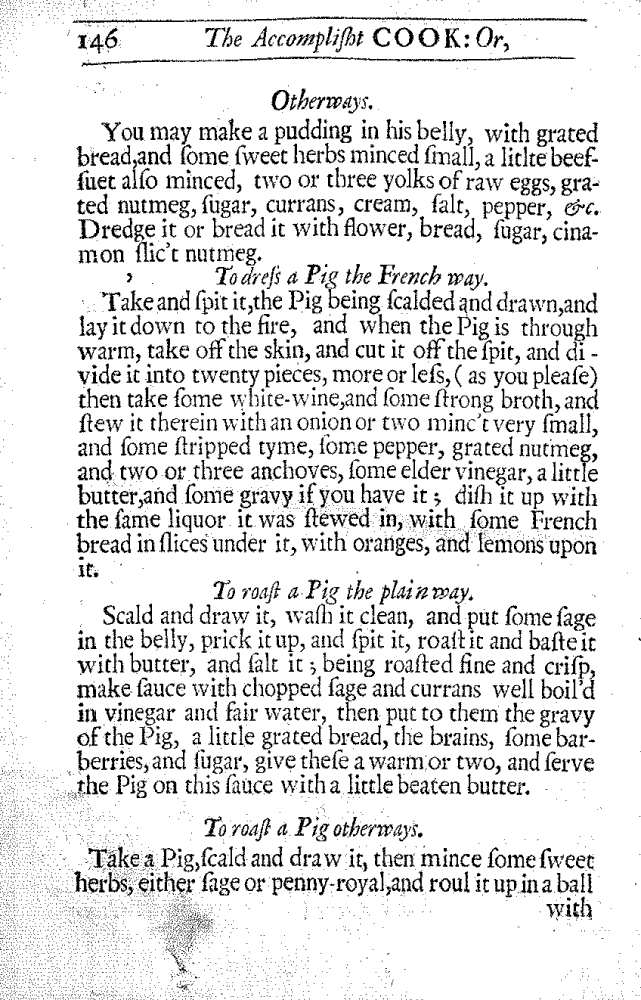 146 The Accompliſht COOK: Or,
Otherways.
You may make a pudding in his belly, with grated
bread,and ſome ſweet herbs minced ſmall, a litlte beef-
ſuet alſo minced, two or three yolks of raw eggs, gra-
ted nutmeg, ſugar, currans, cream, ſalt, pepper, &c.
Dredge it or bread it with flower, bread, ſugar, cina-
mon ſlic't nutmeg.
To dreſs a Pig the French way.
Take and ſpit it,the Pig being ſcalded and drawn,and
lay it down to the fire, and when the Pig is through
warm, take off the skin, and cut it off the ſpit, and di -
vide it into twenty pieces, more or leſs, ( as you pleaſe)
then take ſome white-wine,and ſome ſtrong broth, and
ſtew it therein with an onion or two minc't very ſmall,
and ſome ſtripped tyme, ſome pepper, grated nutmeg,
and two or three anchoves, ſome elder vinegar, a little
butter,and ſome gravy if you have it ; diſh it up with
the ſame liquor it was ſtewed in, with ſome French
bread in ſlices under it, with oranges, and lemons upon
it.
To roaſt a Pig the plain way.
Scald and draw it, waſh it clean, and put ſome ſage
in the belly, prick it up, and ſpit it, roaſt it and baſte it
with butter, and ſalt it ; being roaſted fine and criſp,
make ſauce with chopped ſage and currans well boil'd
in vinegar and fair water, then put to them the gravy
of the Pig, a little grated bread, the brains, ſome bar-
berries, and ſugar, give theſe a warm or two, and ſerve
the Pig on this ſauce with a little beaten butter.
To roaſt a Pig otherways.
Take a Pig,ſcald and draw it, then mince ſome ſweet
herbs, either ſage or penny-royal,and roul it up in a ball
with